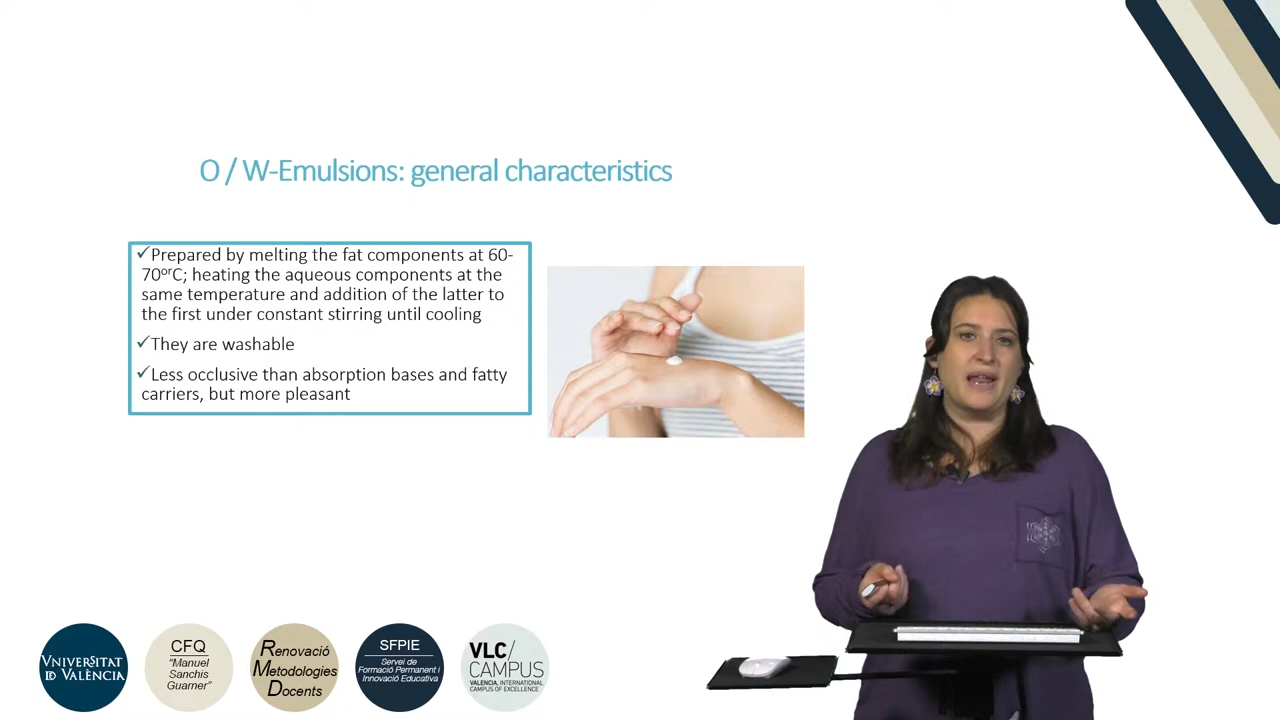 O / W-Emulsions: general characteristics
✓Prepared by melting the fat components at 60-
70ºrC; heating the aqueous components at the
same temperature and addition of the latter to
the first under constant stirring until cooling
✓They are washable
✓Less occlusive than absorption bases and fatty
carriers, but more pleasant
VNIVERSITAT
ID VALÈNCIA
CFQ
"Manuel
Sanchis
Guarner"
Renovació
Metodologies
Docents
SFPIE
Servei de
Formació Permanent i
Innovació Educativa
VLC/
CAMPUS
VALENCIA, INTERNATIONAL
CAMPUS OF EXCELLENCE